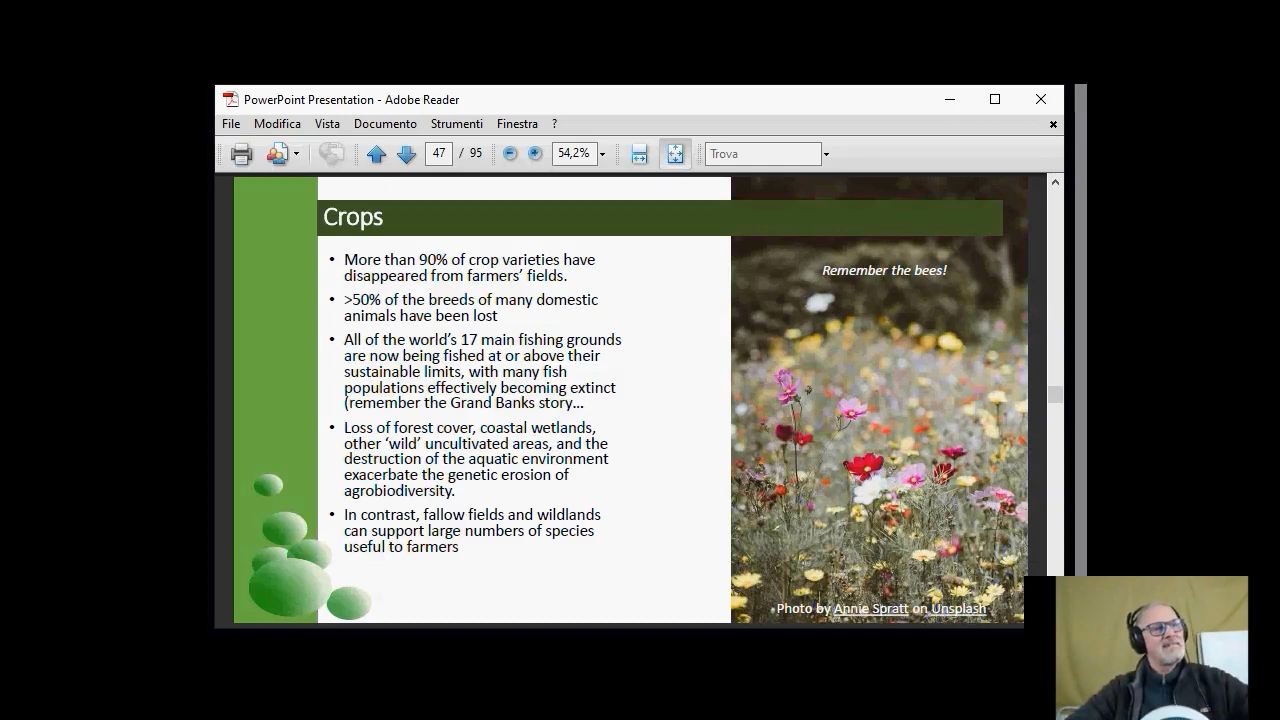 PowerPoint Presentation - Adobe Reader
File Modifica Vista Documento Strumenti Finestra ?
47 / 95 54,2% Trova
Crops
• More than 90% of crop varieties have
disappeared from farmers’ fields.
• >50% of the breeds of many domestic
animals have been lost
• All of the world’s 17 main fishing grounds
are now being fished at or above their
sustainable limits, with many fish
populations effectively becoming extinct
(remember the Grand Banks story…
• Loss of forest cover, coastal wetlands,
other ‘wild’ uncultivated areas, and the
destruction of the aquatic environment
exacerbate the genetic erosion of
agrobiodiversity.
• In contrast, fallow fields and wildlands
can support large numbers of species
useful to farmers
Remember the bees!
•Photo by Annie Spratt on Unsplash